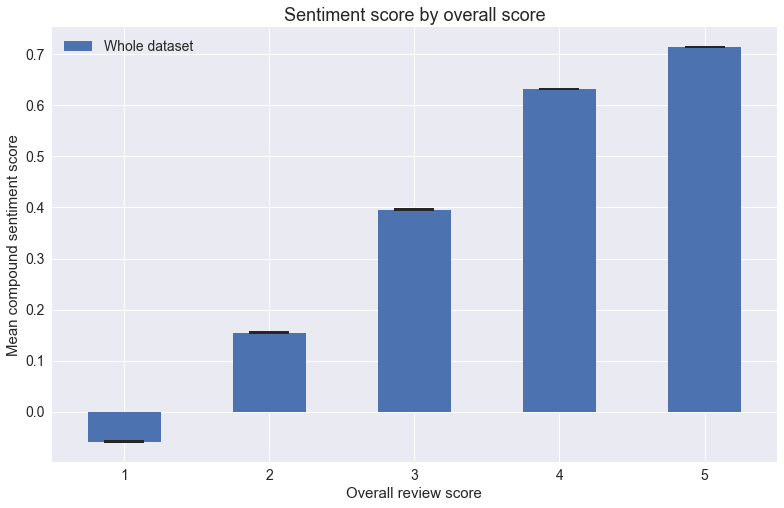 Sentiment score by overall score
Whole dataset
Mean compound sentiment score
0.7
0.6
0.5
0.4
0.3
0.2
0.1
0.0
1 2 3 4 5
Overall review score